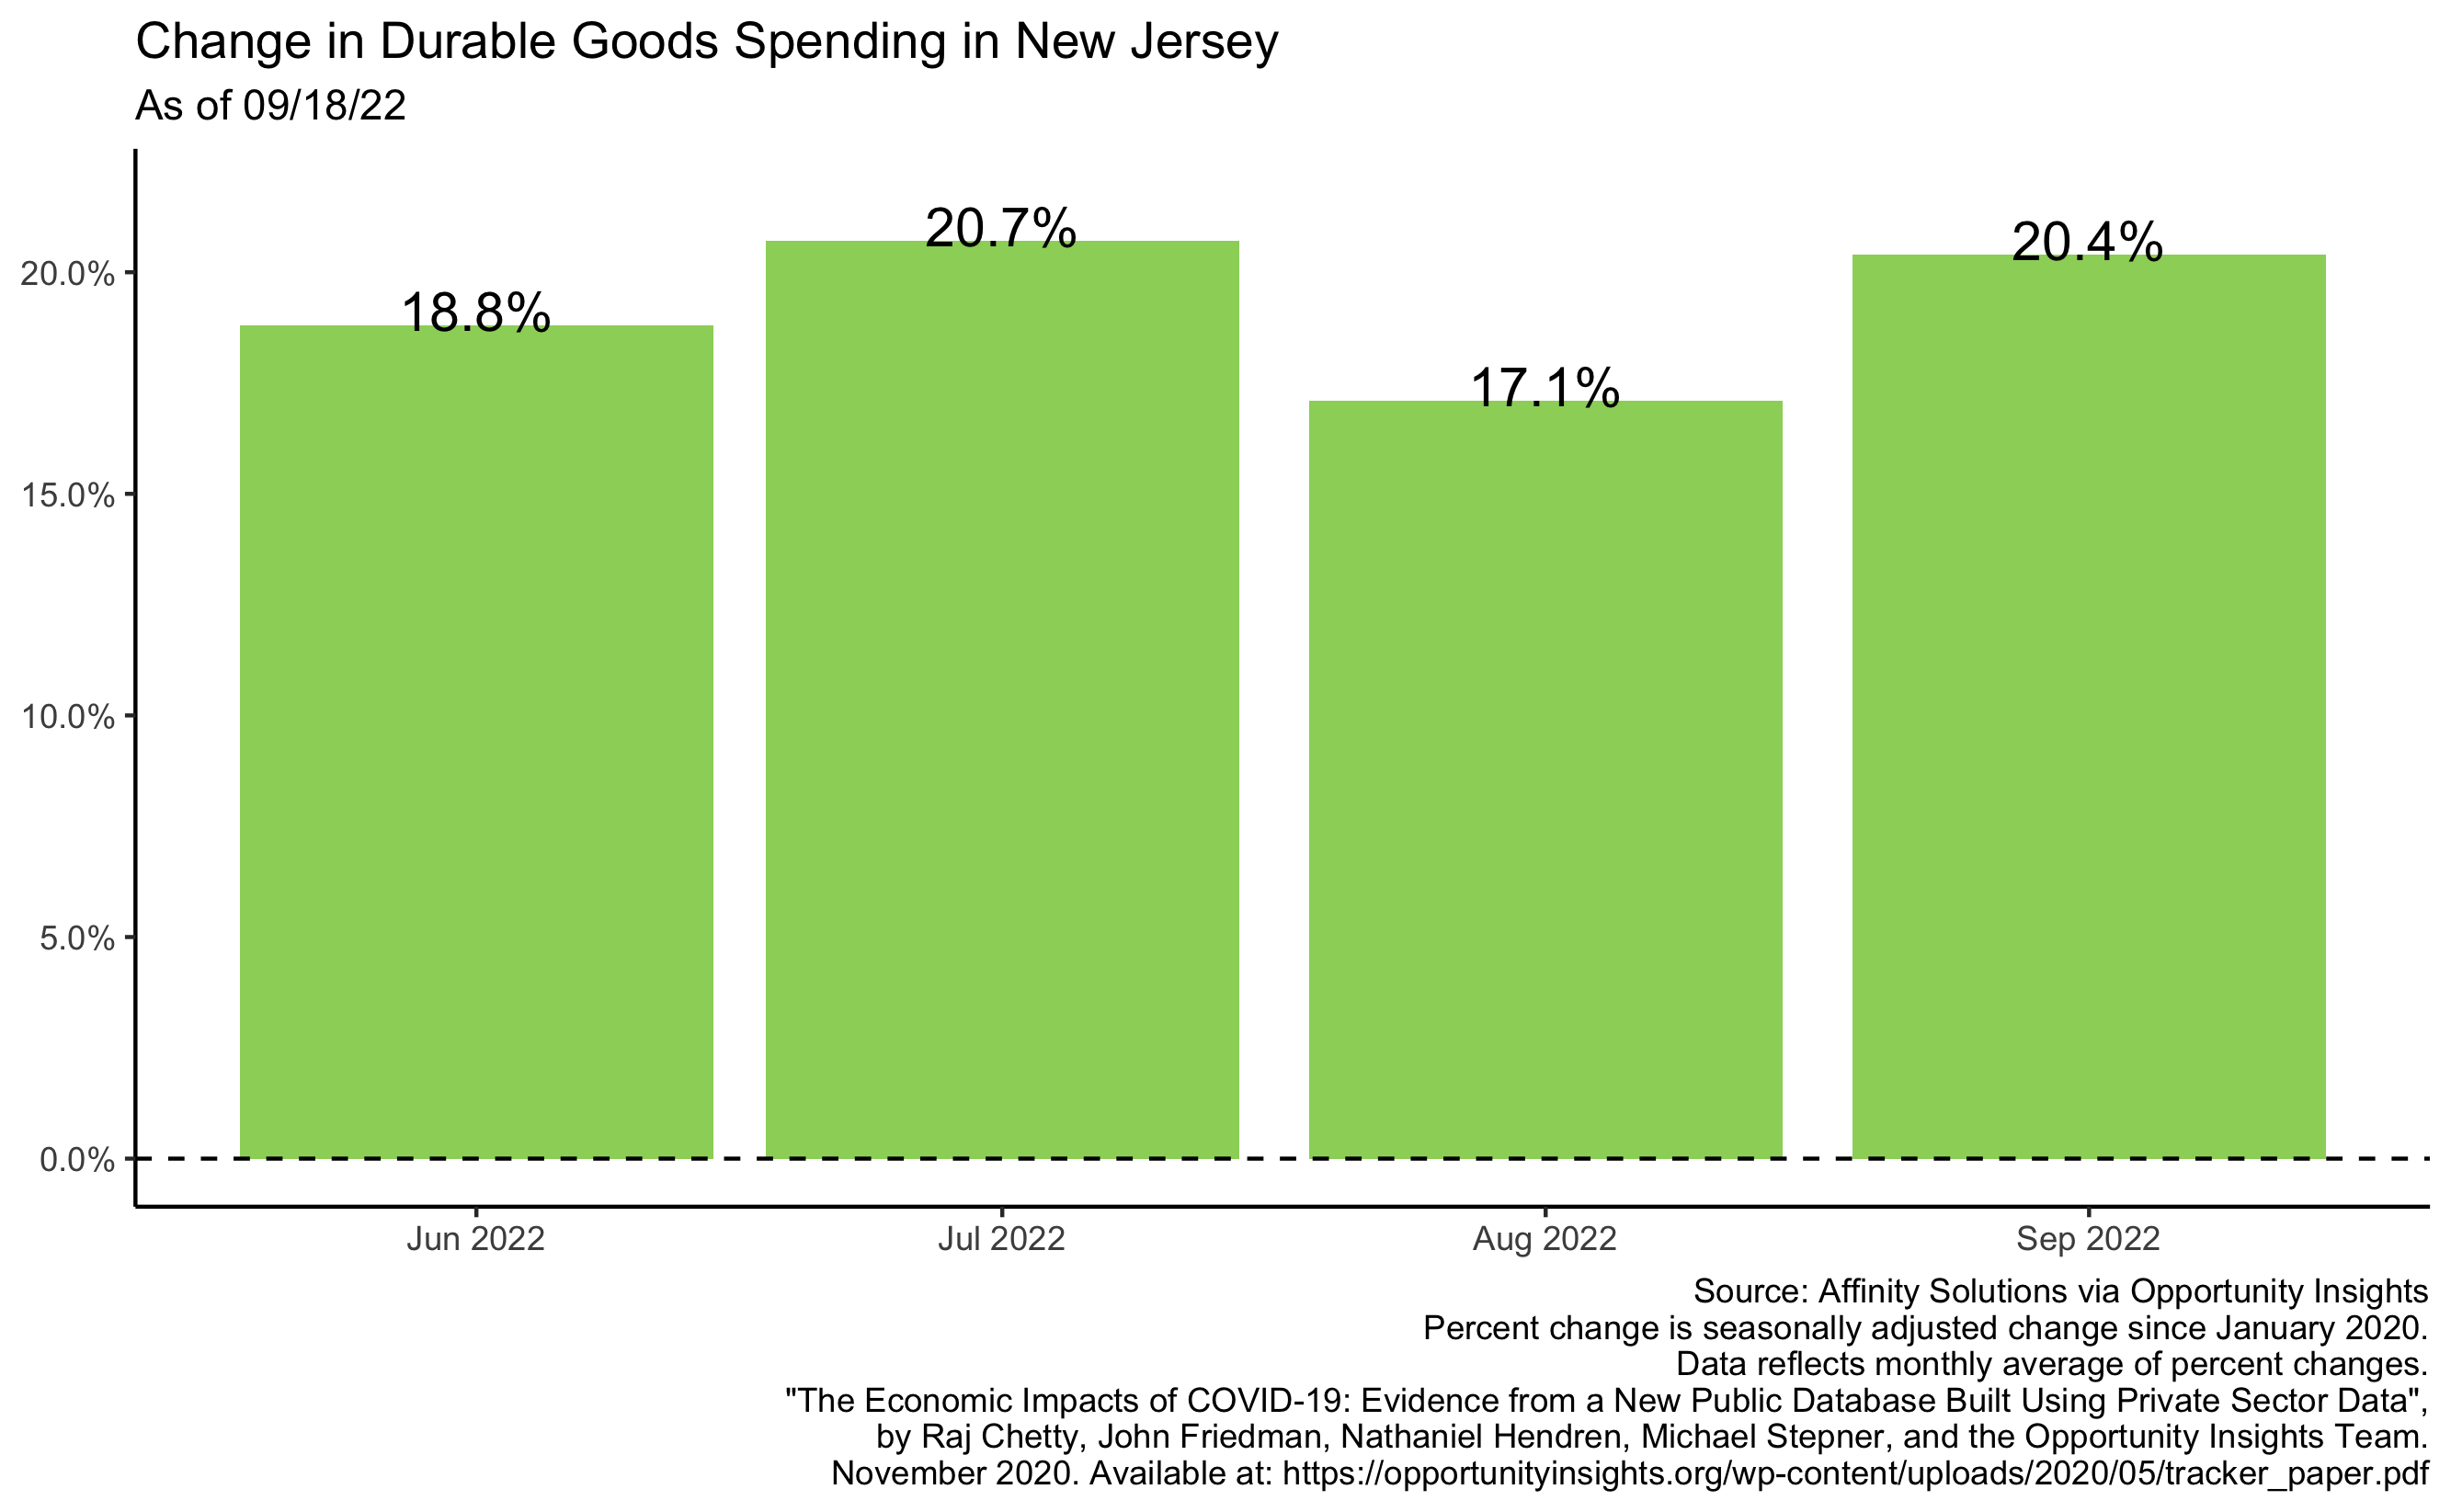 Change in Durable Goods Spending in New Jersey
As of 09/18/22
20.0%
15.0%
10.0%
5.0%
0.0%
18.8%
20.7%
17.1%
20.4%
Jun 2022
Jul 2022
Aug 2022
Sep 2022
Source: Affinity Solutions via Opportunity Insights
Percent change is seasonally adjusted change since January 2020.
Data reflects monthly average of percent changes.
"The Economic Impacts of COVID-19: Evidence from a New Public Database Built Using Private Sector Data",
by Raj Chetty, John Friedman, Nathaniel Hendren, Michael Stepner, and the Opportunity Insights Team.
November 2020. Available at: https://opportunityinsights.org/wp-content/uploads/2020/05/tracker_paper.pdf